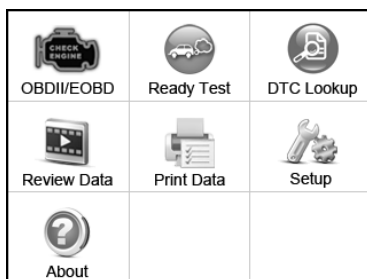 CHECK
ENGINE
OBDII/EOBD
Ready Test
DTC Lookup
Review Data
Print Data
Setup
About